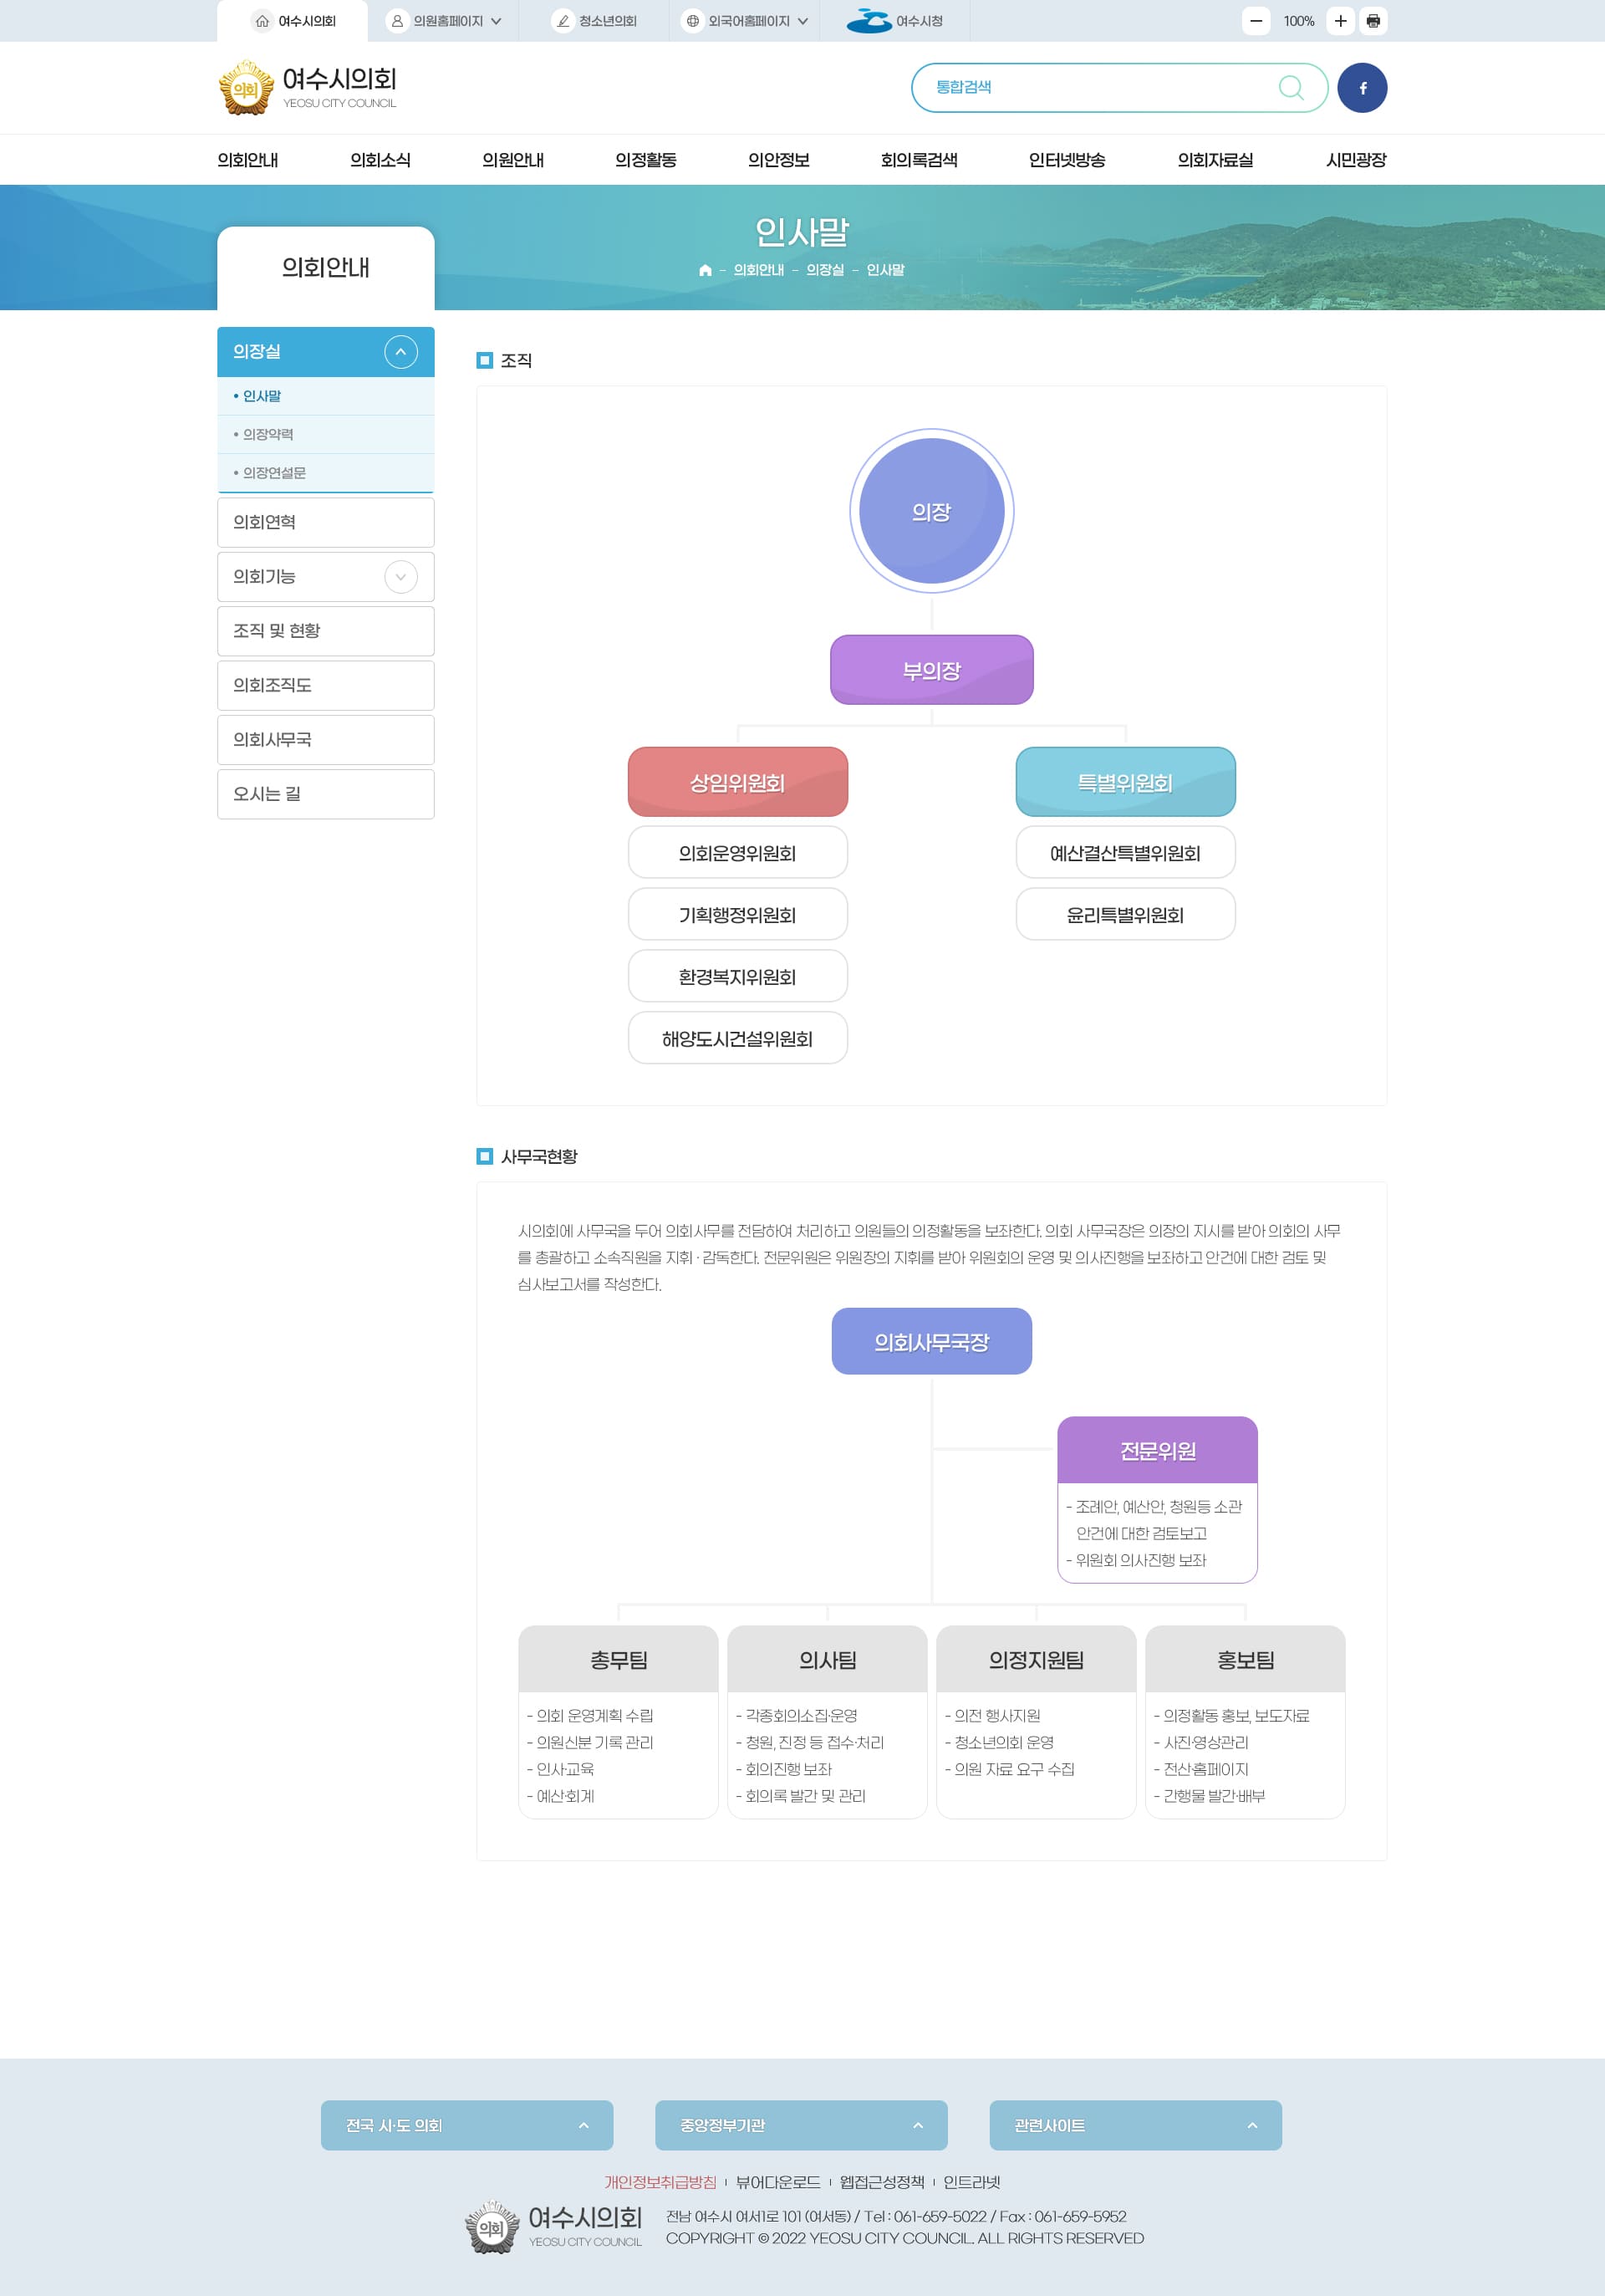 여수시의회
의원홈페이지
청소년의회
외국어홈페이지
여수시청
100%
의회
여수시의회
YEOSU CITY COUNCIL
통합검색
의회안내
의회소식
의원안내
의정활동
의안정보
회의록검색
인터넷방송
의회자료실
시민광장
인사말
의회안내 - 의장실 - 인사말
의회안내
의장실
인사말
의장약력
의장연설문
의회연혁
의회기능
조직 및 현황
의회조직도
의회사무국
오시는 길
조직
의장
부의장
상임위원회
의회운영위원회
기획행정위원회
환경복지위원회
해양도시건설위원회
특별위원회
예산결산특별위원회
윤리특별위원회
사무국현황
시의회에 사무국을 두어 의회사무를 전담하여 처리하고 의원들의 의정활동을 보좌한다. 의회 사무국장은 의장의 지시를 받아 의회의 사무
를 총괄하고 소속직원을 지휘 · 감독한다. 전문위원은 위원장의 지휘를 받아 위원회의 운영 및 의사진행을 보좌하고 안건에 대한 검토 및
심사보고서를 작성한다.
의회사무국장
전문위원
- 조례안, 예산안, 청원등 소관
안건에 대한 검토보고
- 위원회 의사진행 보좌
총무팀
- 의회 운영계획 수립
- 의원신분 기록 관리
- 인사·교육
- 예산·회계
의사팀
- 각종회의소집·운영
- 청원, 진정 등 접수·처리
- 회의진행 보좌
- 회의록 발간 및 관리
의정지원팀
- 의전 행사지원
- 청소년의회 운영
- 의원 자료 요구 수집
홍보팀
- 의정활동 홍보, 보도자료
- 사진·영상관리
- 전산·홈페이지
- 간행물 발간·배부
전국 시·도 의회
중앙정부기관
관련사이트
개인정보취급방침
뷰어다운로드
웹접근성정책
인트라넷
의회
여수시의회
YEOSU CITY COUNCIL
전남 여수시 여서1로 101 (여서동) / Tel : 061-659-5022 / Fax : 061-659-5952
COPYRIGHT © 2022 YEOSU CITY COUNCIL. ALL RIGHTS RESERVED